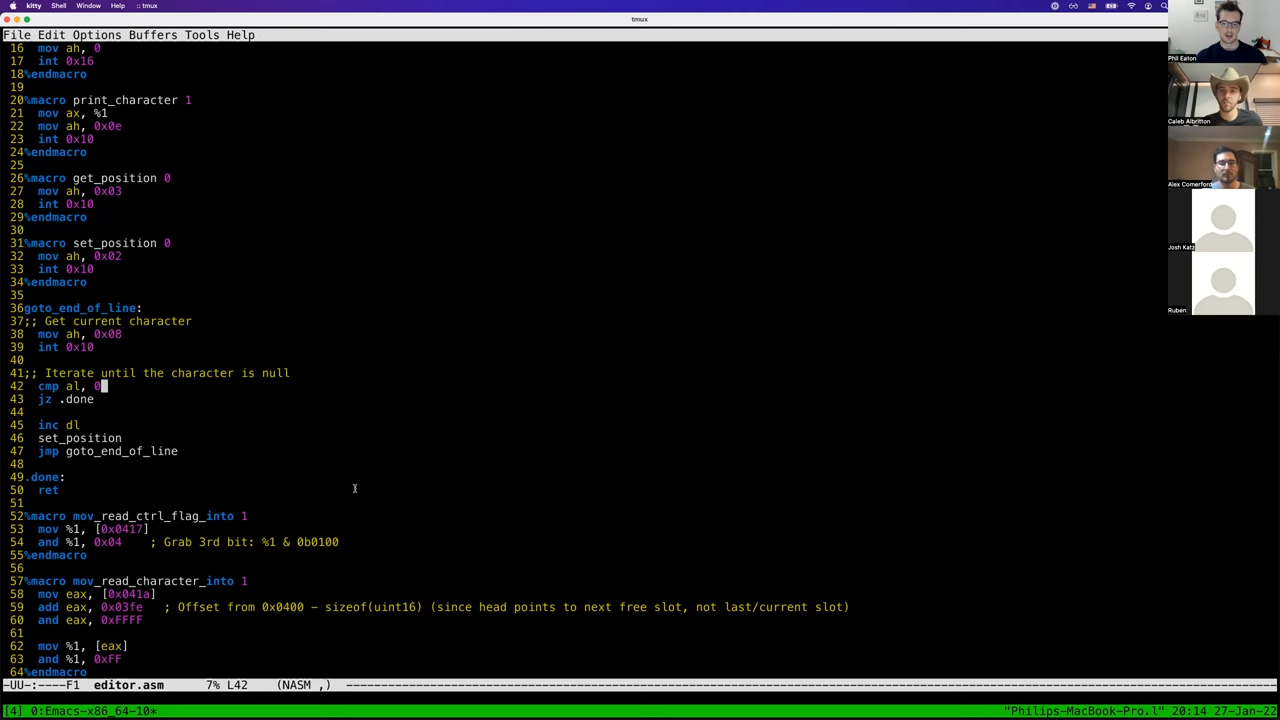 kitty Shell Window Help :: tmux
tmux
File Edit Options Buffers Tools Help
16 mov ah, 0
17 int 0x16
18%endmacro
19
20%macro print_character 1
21 mov ax, %1
22 mov ah, 0x0e
23 int 0x10
24%endmacro
25
26%macro get_position 0
27 mov ah, 0x03
28 int 0x10
29%endmacro
30
31%macro set_position 0
32 mov ah, 0x02
33 int 0x10
34%endmacro
35
36goto_end_of_line:
37;; Get current character
38 mov ah, 0x08
39 int 0x10
40
41;; Iterate until the character is null
42 cmp al, 0
43 jz .done
44
45 inc dl
46 set_position
47 jmp goto_end_of_line
48
49.done:
50 ret
51
52%macro mov_read_ctrl_flag_into 1
53 mov %1, [0x0417]
54 and %1, 0x04 ; Grab 3rd bit: %1 & 0b0100
55%endmacro
56
57%macro mov_read_character_into 1
58 mov eax, [0x041a]
59 add eax, 0x03fe ; Offset from 0x0400 - sizeof(uint16) (since head points to next free slot, not last/current slot)
60 and eax, 0xFFFF
61
62 mov %1, [eax]
63 and %1, 0xFF
64%endmacro
-UU-:----F1 editor.asm 7% L42 (NASM ,) ----------------------------------------
[4] 0:Emacs-x86_64-10* "Philips-MacBook-Pro.l" 20:14 27-Jan-22
Phil Eaton
Caleb Albritton
Alex Comerford
Josh Katz
Ruben